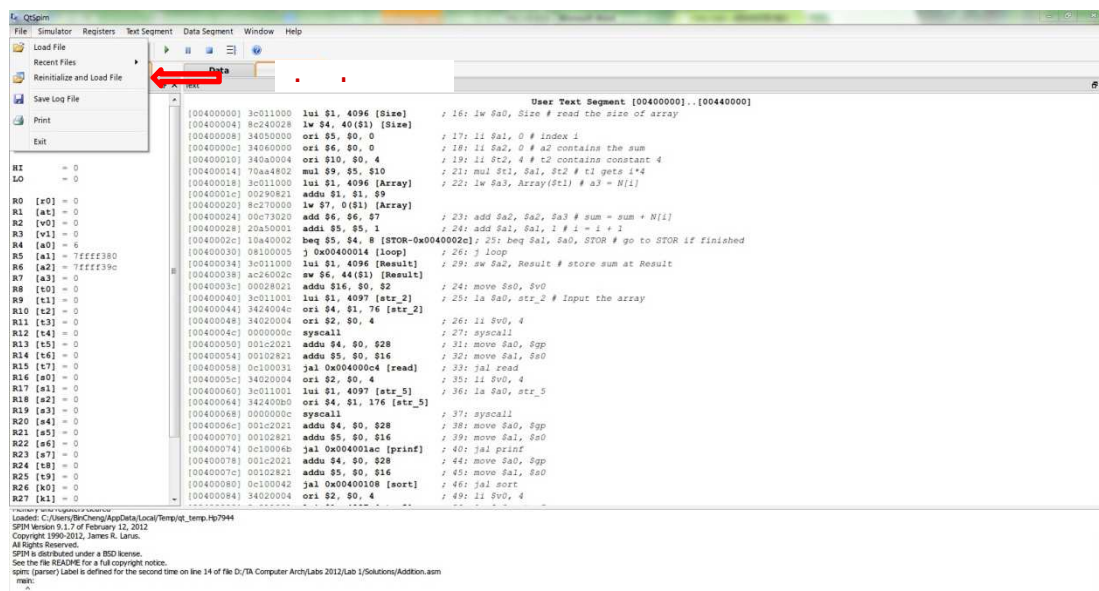 QtSpim
File Simulator Registers Text Segment Data Segment Window Help
Load File
Recent Files
Reinitialize and Load File
Save Log File
Print
Exit
Data
Text
User Text Segment [00400000]..[00440000]
[00400000] 3c011000 lui $1, 4096 [Size] ; 16: lw $a0, Size # read the size of array
[00400004] 8c240028 lw $4, 40($1) [Size]
[00400008] 34050000 ori $5, $0, 0 ; 17: li $a1, 0 # index i
[0040000c] 34060000 ori $6, $0, 0 ; 18: li $a2, 0 # a2 contains the sum
[00400010] 340a0004 ori $10, $0, 4 ; 19: li $t2, 4 # t2 contains constant 4
[00400014] 70aa4802 mul $9, $5, $10 ; 21: mul $t1, $a1, $t2 # t1 gets i*4
[00400018] 3c011000 lui $1, 4096 [Array] ; 22: lw $a3, Array($t1) # a3 = N[i]
[0040001c] 00290821 addu $1, $1, $9
[00400020] 8c270000 lw $7, 0($1) [Array]
[00400024] 00c73020 add $6, $6, $7 ; 23: add $a2, $a2, $a3 # sum = sum + N[i]
[00400028] 20a50001 addi $5, $5, 1 ; 24: add $a1, $a1, 1 # i = i + 1
[0040002c] 10a40002 beq $5, $4, 8 [STOR-0x0040002c]; 25: beq $a1, $a0, STOR # go to STOR if finished
[00400030] 08100005 j 0x00400014 [loop] ; 26: j loop
[00400034] 3c011000 lui $1, 4096 [Result] ; 29: sw $a2, Result # store sum at Result
[00400038] ac26002c sw $6, 44($1) [Result]
[0040003c] 00028021 addu $16, $0, $2 ; 24: move $s0, $v0
[00400040] 3c011001 lui $1, 4097 [str_2] ; 25: la $a0, str_2 # Input the array
[00400044] 3424004c ori $4, $1, 76 [str_2]
[00400048] 34020004 ori $2, $0, 4 ; 26: li $v0, 4
[0040004c] 0000000c syscall ; 27: syscall
[00400050] 001c2021 addu $4, $0, $28 ; 31: move $a0, $gp
[00400054] 00102821 addu $5, $0, $16 ; 32: move $a1, $s0
[00400058] 0c100031 jal 0x004000c4 [read] ; 33: jal read
[0040005c] 34020004 ori $2, $0, 4 ; 35: li $v0, 4
[00400060] 3c011001 lui $1, 4097 [str_5] ; 36: la $a0, str_5
[00400064] 342400b0 ori $4, $1, 176 [str_5]
[00400068] 0000000c syscall ; 37: syscall
[0040006c] 001c2021 addu $4, $0, $28 ; 38: move $a0, $gp
[00400070] 00102821 addu $5, $0, $16 ; 39: move $a1, $s0
[00400074] 0c10006b jal 0x004001ac [prinf] ; 40: jal prinf
[00400078] 001c2021 addu $4, $0, $28 ; 44: move $a0, $gp
[0040007c] 00102821 addu $5, $0, $16 ; 45: move $a1, $s0
[00400080] 0c100042 jal 0x00400108 [sort] ; 46: jal sort
[00400084] 34020004 ori $2, $0, 4 ; 49: li $v0, 4
HI = 0
LO = 0
R0 [r0] = 0
R1 [at] = 0
R2 [v0] = 0
R3 [v1] = 0
R4 [a0] = 6
R5 [a1] = 7ffff380
R6 [a2] = 7ffff39c
R7 [a3] = 0
R8 [t0] = 0
R9 [t1] = 0
R10 [t2] = 0
R11 [t3] = 0
R12 [t4] = 0
R13 [t5] = 0
R14 [t6] = 0
R15 [t7] = 0
R16 [s0] = 0
R17 [s1] = 0
R18 [s2] = 0
R19 [s3] = 0
R20 [s4] = 0
R21 [s5] = 0
R22 [s6] = 0
R23 [s7] = 0
R24 [t8] = 0
R25 [t9] = 0
R26 [k0] = 0
R27 [k1] = 0
Memory and registers cleared
Loaded: C:/Users/BinCheng/AppData/Local/Temp/qt_temp.Hp7944
SPIM Version 9.1.7 of February 12, 2012
Copyright 1990-2012, James R. Larus.
All Rights Reserved.
SPIM is distributed under a BSD license.
See the file README for a full copyright notice.
spim: (parser) Label is defined for the second time on line 14 of file D:/TA Computer Arch/Labs 2012/Lab 1/Solutions/Addition.asm
main:
^